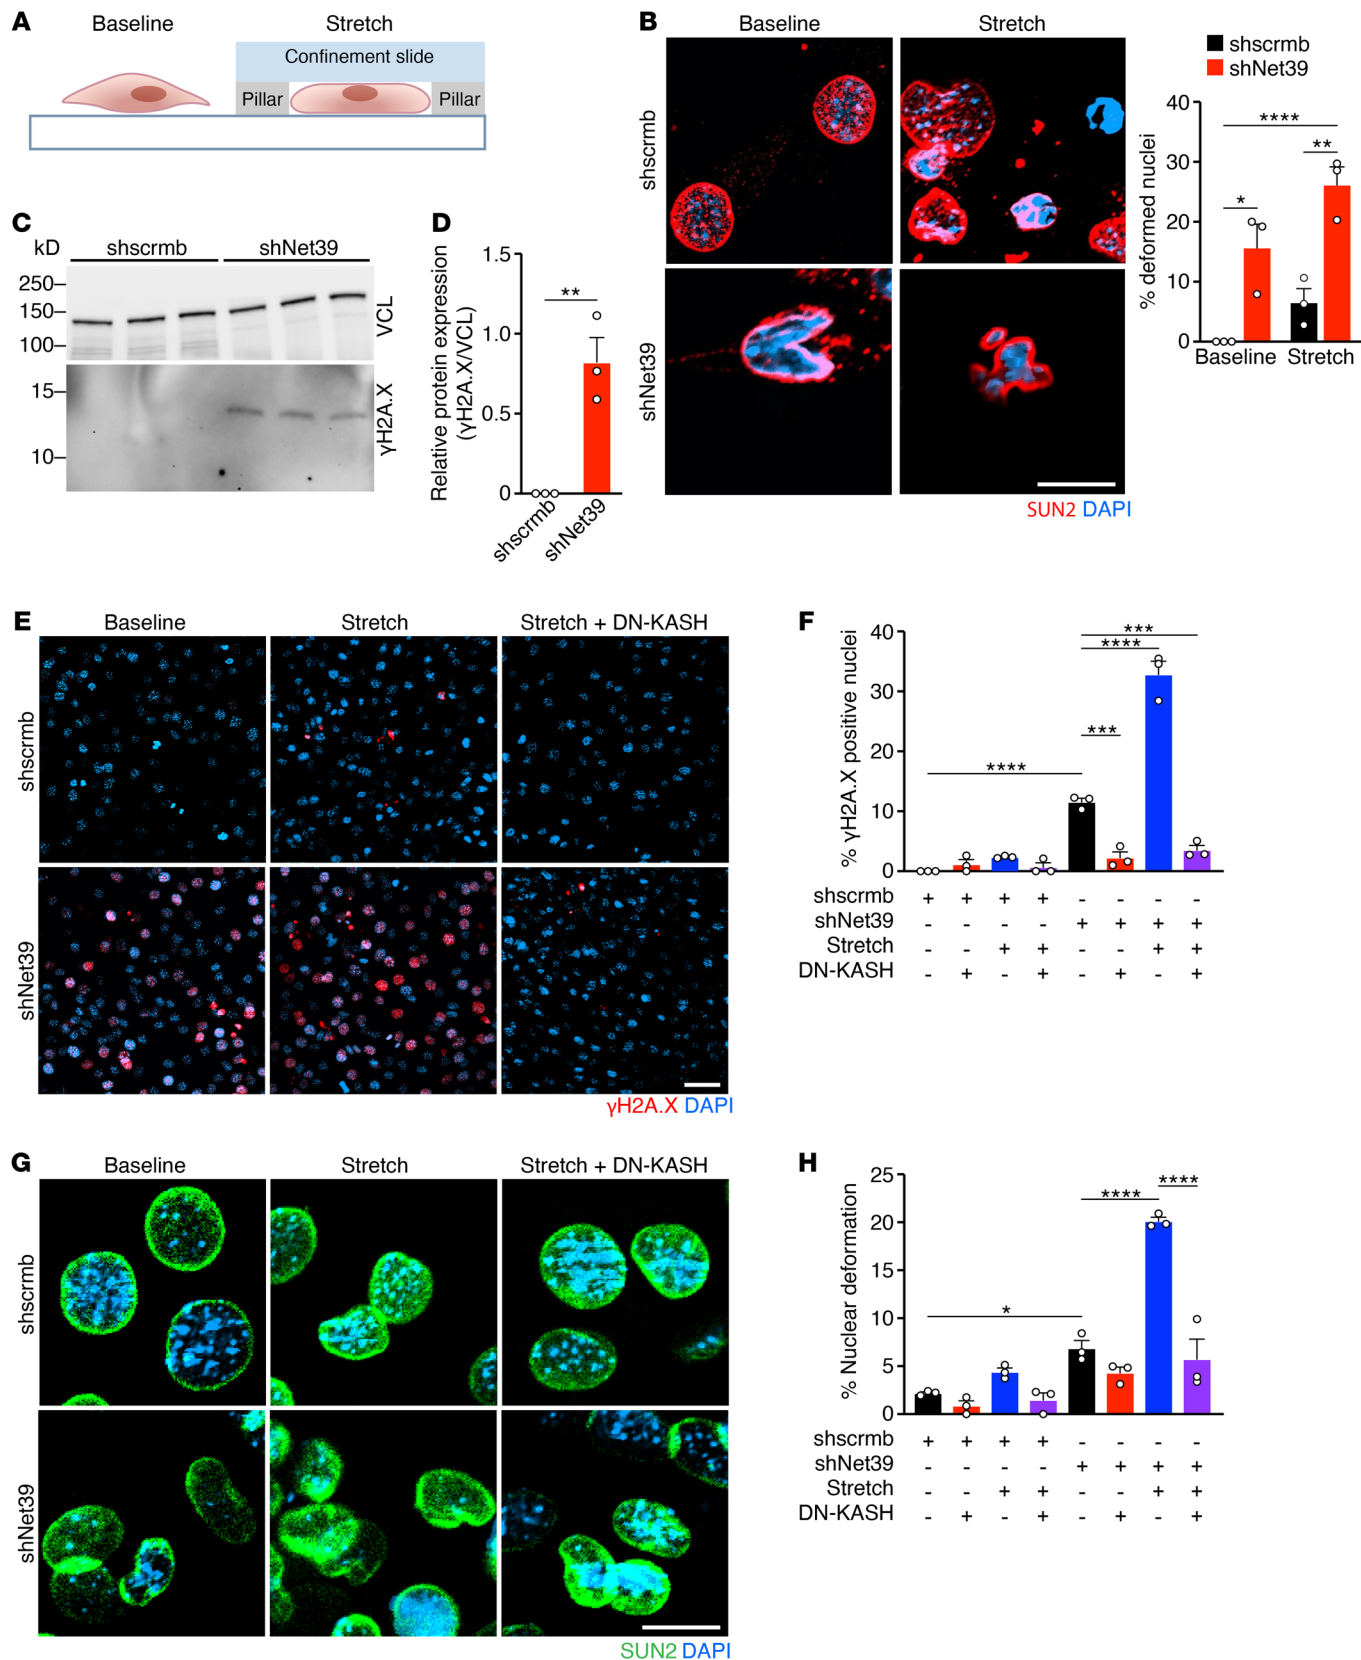 A
Baseline
Stretch
Confinement slide
Pillar
Pillar
B
Baseline
Stretch
shscrmb
shNet39
SUN2 DAPI
shscrmb
shNet39
% deformed nuclei
40
30
20
10
0
****
**
*
Baseline
Stretch
C
kD
shscrmb
shNet39
250
150
100
VCL
15
10
γH2A.X
D
Relative protein expression
(γH2A.X/VCL)
1.5
1.0
0.5
0
**
shscrmb
shNet39
E
Baseline
Stretch
Stretch + DN-KASH
shscrmb
shNet39
γH2A.X DAPI
F
% γH2A.X positive nuclei
40
30
20
10
0
***
****
***
****
shscrmb + + + + - - - -
shNet39 - - - - + + + +
Stretch - - + + - - + +
DN-KASH - + - + - + - +
G
Baseline
Stretch
Stretch + DN-KASH
shscrmb
shNet39
SUN2 DAPI
H
% Nuclear deformation
25
20
15
10
5
0
****
****
*
shscrmb + + + + - - - -
shNet39 - - - - + + + +
Stretch - - + + - - + +
DN-KASH - + - + - + - +